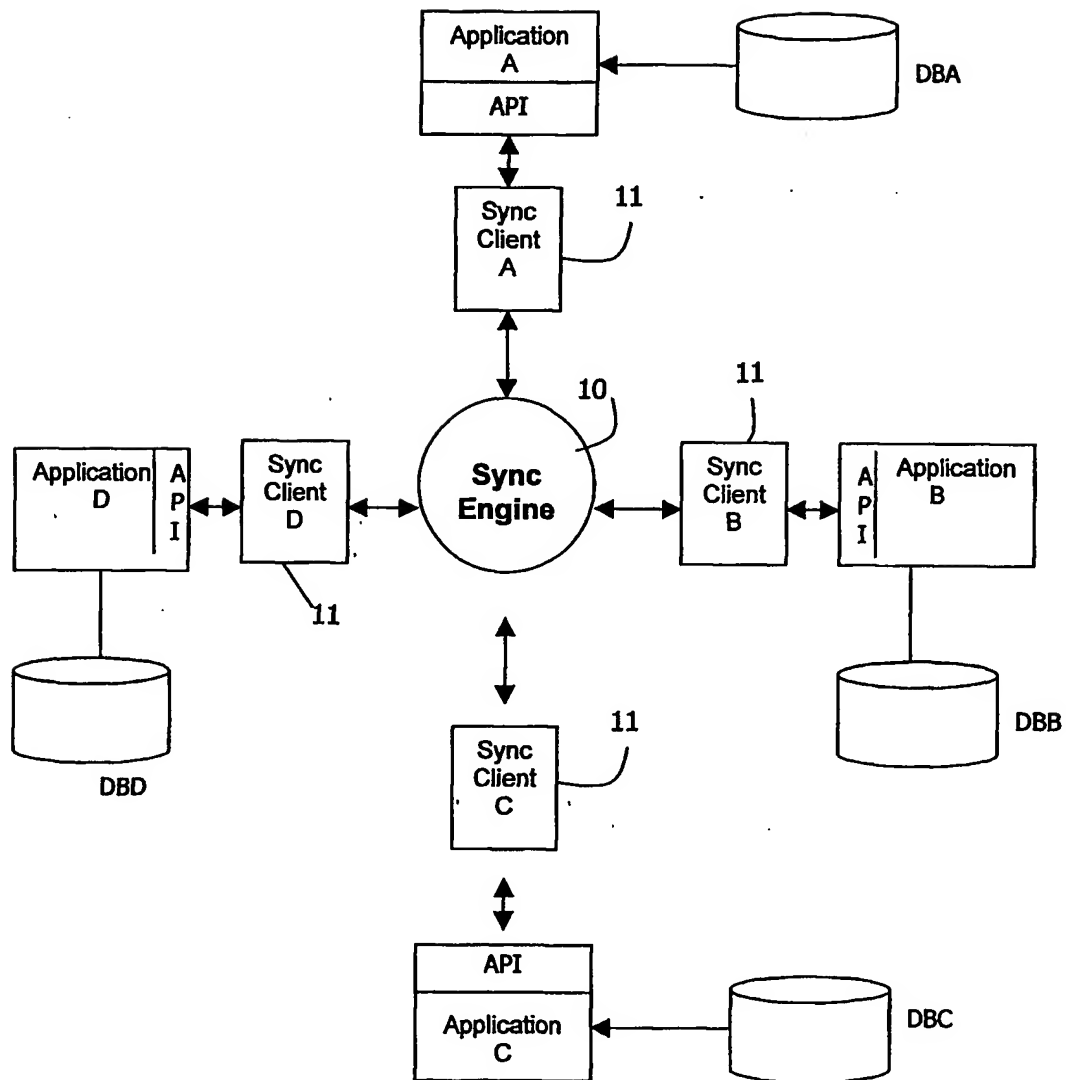 Application
A
API
DBA
Sync
Client
A
11
10
Sync
Engine
11
Sync
Client
B
A
P
I
Application
B
DBB
Application
D
A
P
I
Sync
Client
D
11
DBD
Sync
Client
C
11
API
Application
C
DBC